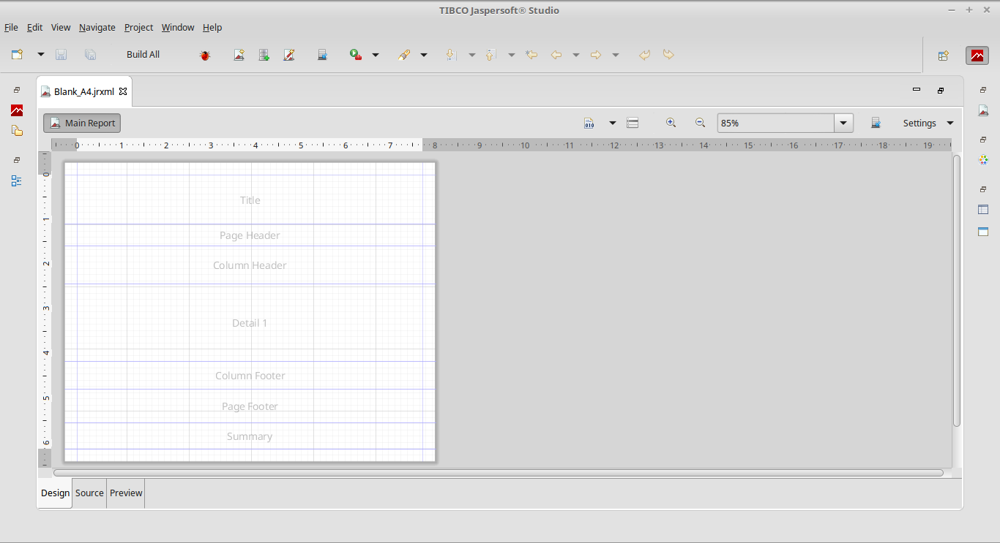 TIBCO Jaspersoft® Studio
File Edit View Navigate Project Window Help
Build All
Blank_A4.jrxml
Main Report
010
85%
Settings
0 1 2 3 4 5 6 7 8 9 10 11 12 13 14 15 16 17 18 19
0
1
2
3
4
5
6
Title
Page Header
Column Header
Detail 1
Column Footer
Page Footer
Summary
Design Source Preview